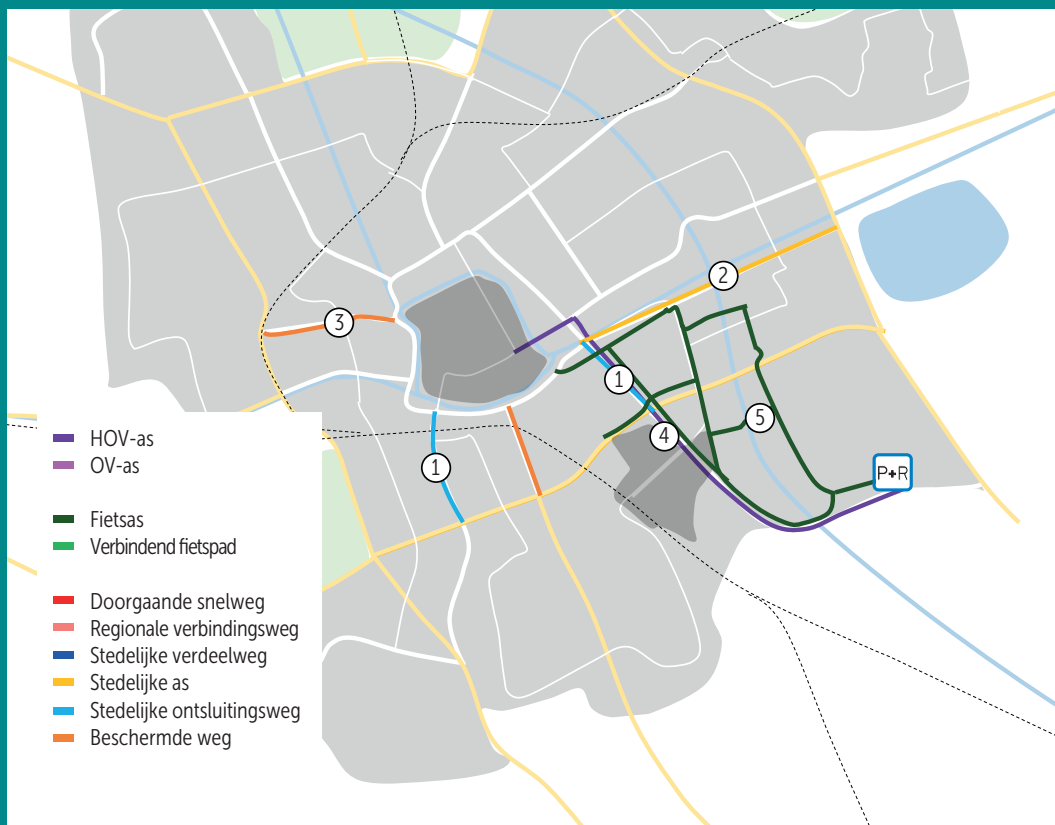 2
3
1
4
5
1
P+R
HOV-as
OV-as
Fietsas
Verbindend fietspad
Doorgaande snelweg
Regionale verbindingsweg
Stedelijke verdeelweg
Stedelijke as
Stedelijke ontsluitingsweg
Beschermde weg